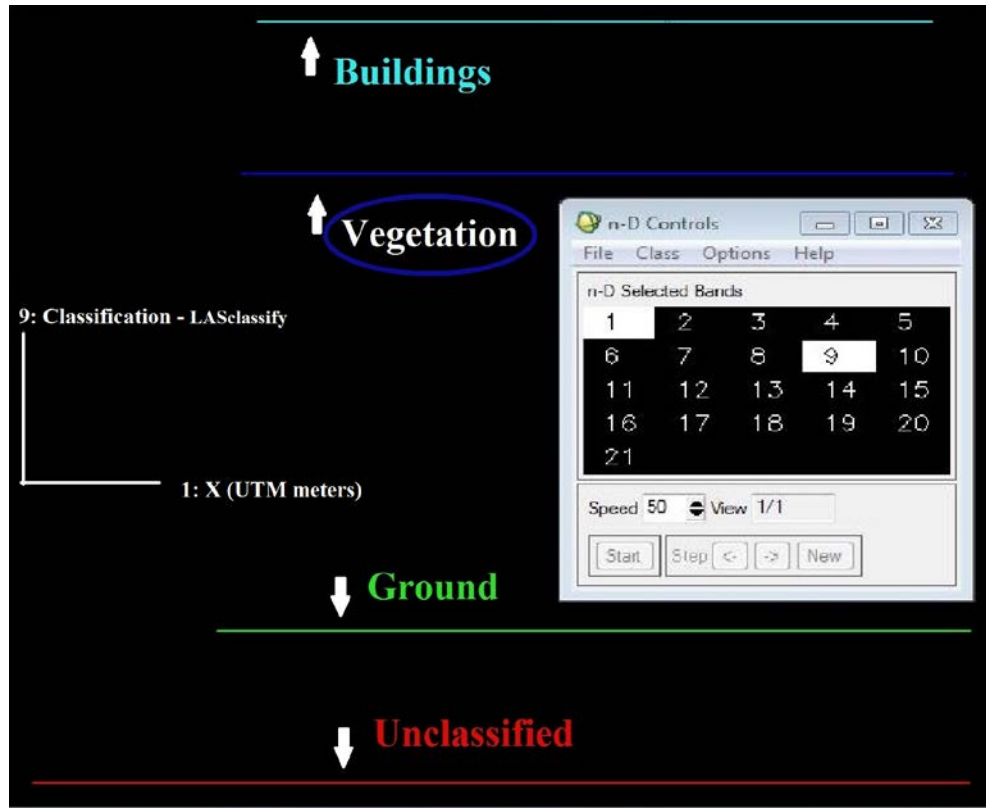 Buildings
Vegetation
9: Classification - LASclassify
1: X (UTM meters)
n-D Controls
File Class Options Help
n-D Selected Bands
1 2 3 4 5
6 7 8 9 10
11 12 13 14 15
16 17 18 19 20
21
Speed 50 View 1/1
Start Step <- -> New
Ground
Unclassified